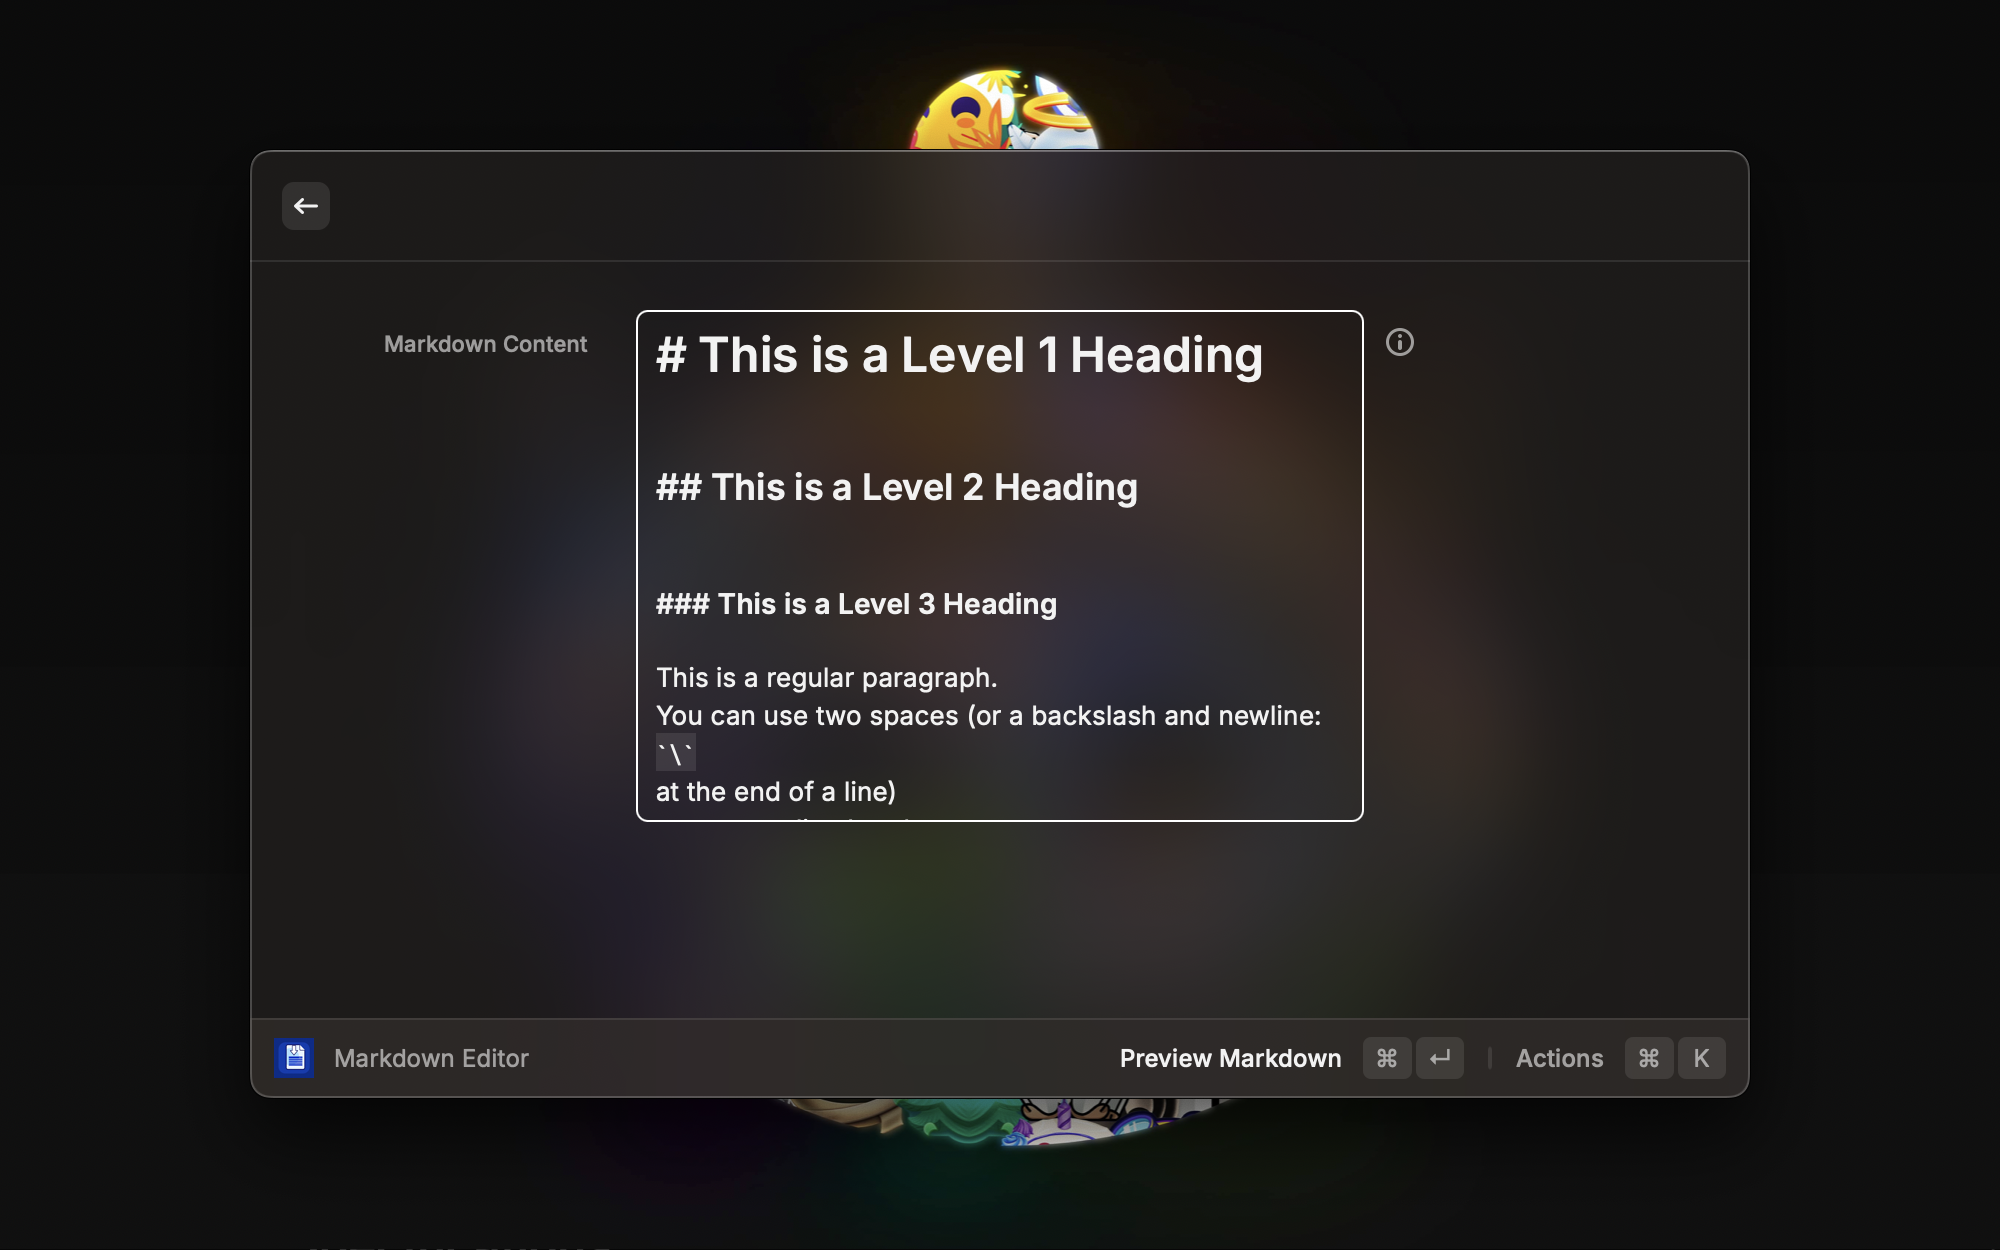 Markdown Content
# This is a Level 1 Heading
## This is a Level 2 Heading
### This is a Level 3 Heading
This is a regular paragraph.
You can use two spaces (or a backslash and newline:
`\`
at the end of a line)
Markdown Editor
Preview Markdown ⌘ ↵ | Actions ⌘ K